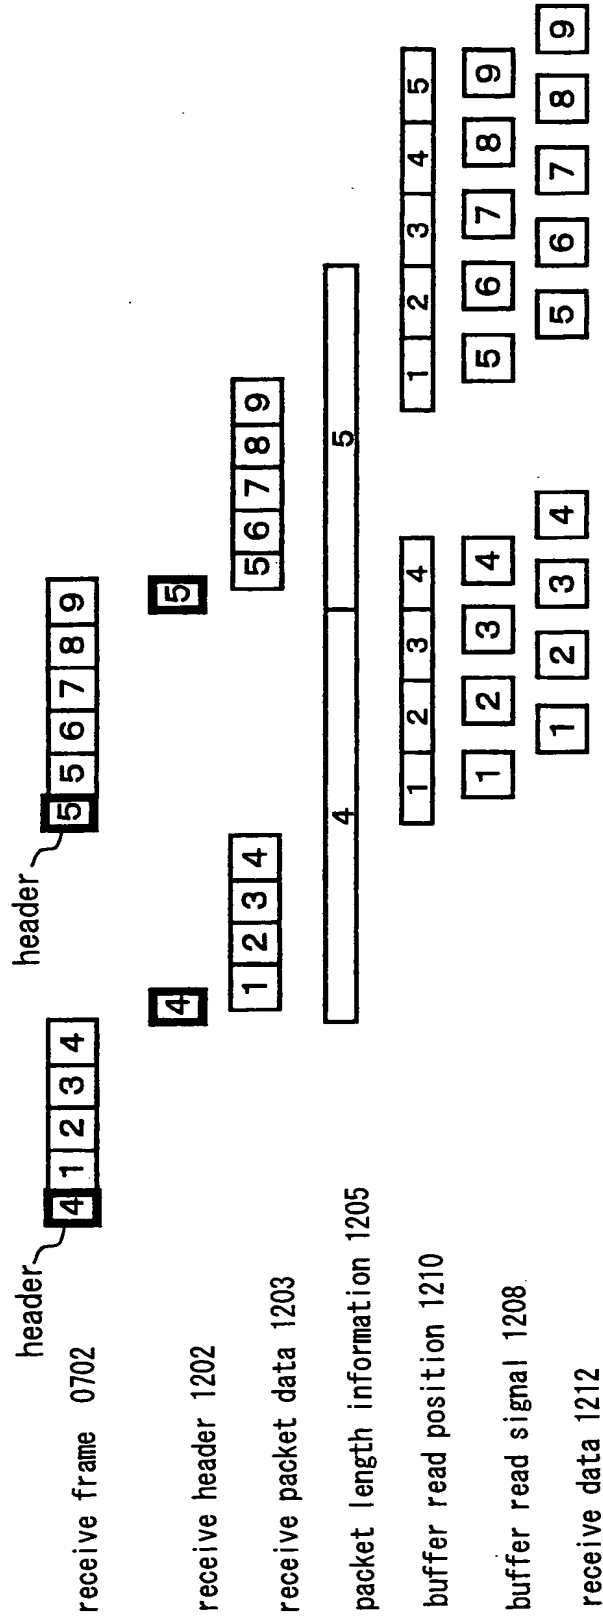 header
header
receive frame 0702
4 1 2 3 4
5 5 6 7 8 9
receive header 1202
4
5
receive packet data 1203
1 2 3 4
5 6 7 8 9
packet length information 1205
4
5
buffer read position 1210
1 2 3 4
1 2 3 4 5
buffer read signal 1208
1 2 3 4
5 6 7 8 9
receive data 1212
1 2 3 4
5 6 7 8 9